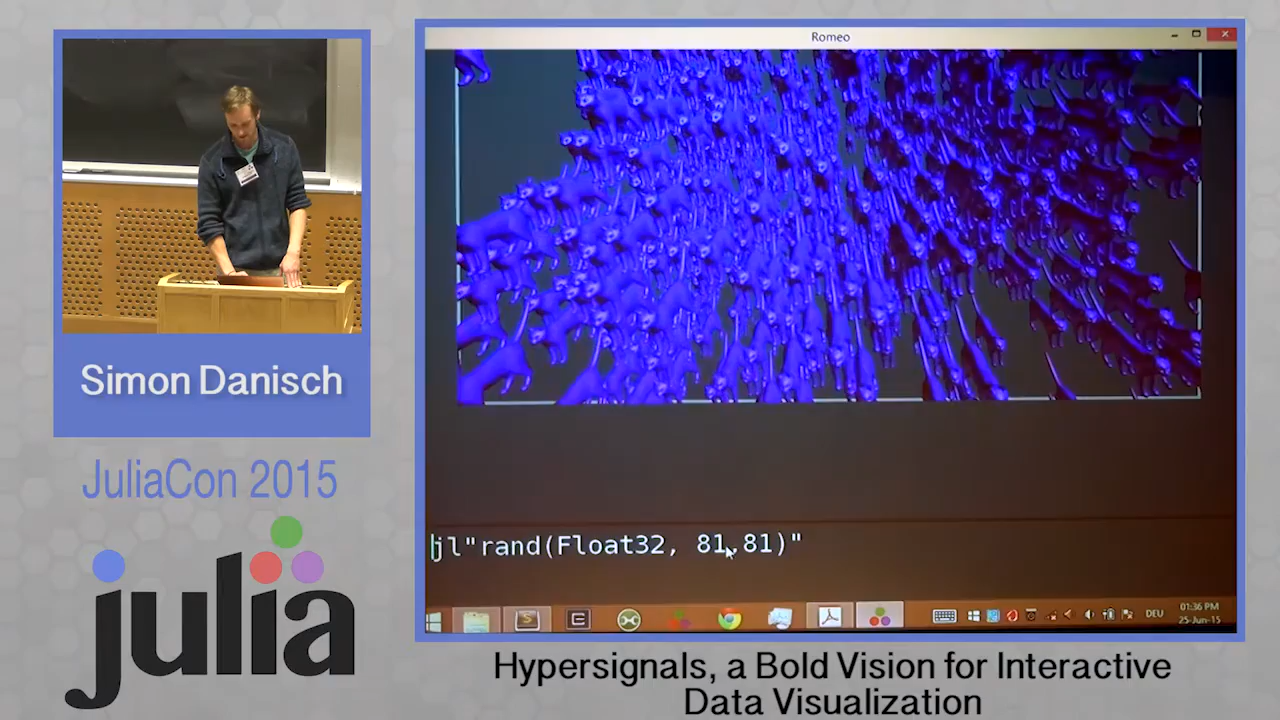 Romeo
jl"rand(Float32, 81,81)"
DEU
01:36 PM
25-Jun-15
Simon Danisch
JuliaCon 2015
julia
Hypersignals, a Bold Vision for Interactive
Data Visualization